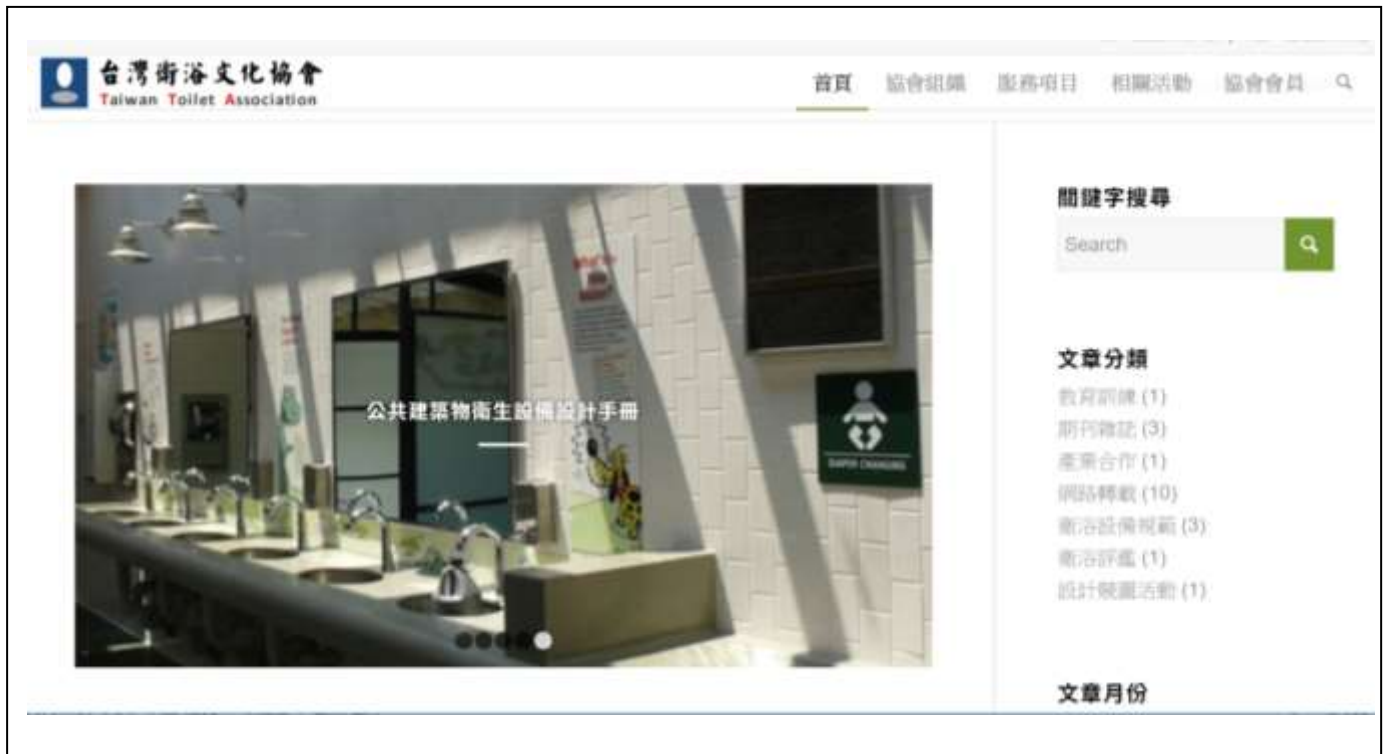 台灣衛浴文化協會
Taiwan Toilet Association
首頁 協會組織 服務項目 相關活動 協會會員
公共建築物衛生設備設計手冊
DIAPER CHANGING
關鍵字搜尋
Search
文章分類
教育訓練 (1)
期刊雜誌 (3)
產業合作 (1)
網路轉載 (10)
衛浴設備規範 (3)
衛浴評鑑 (1)
設計競圖活動 (1)
文章月份